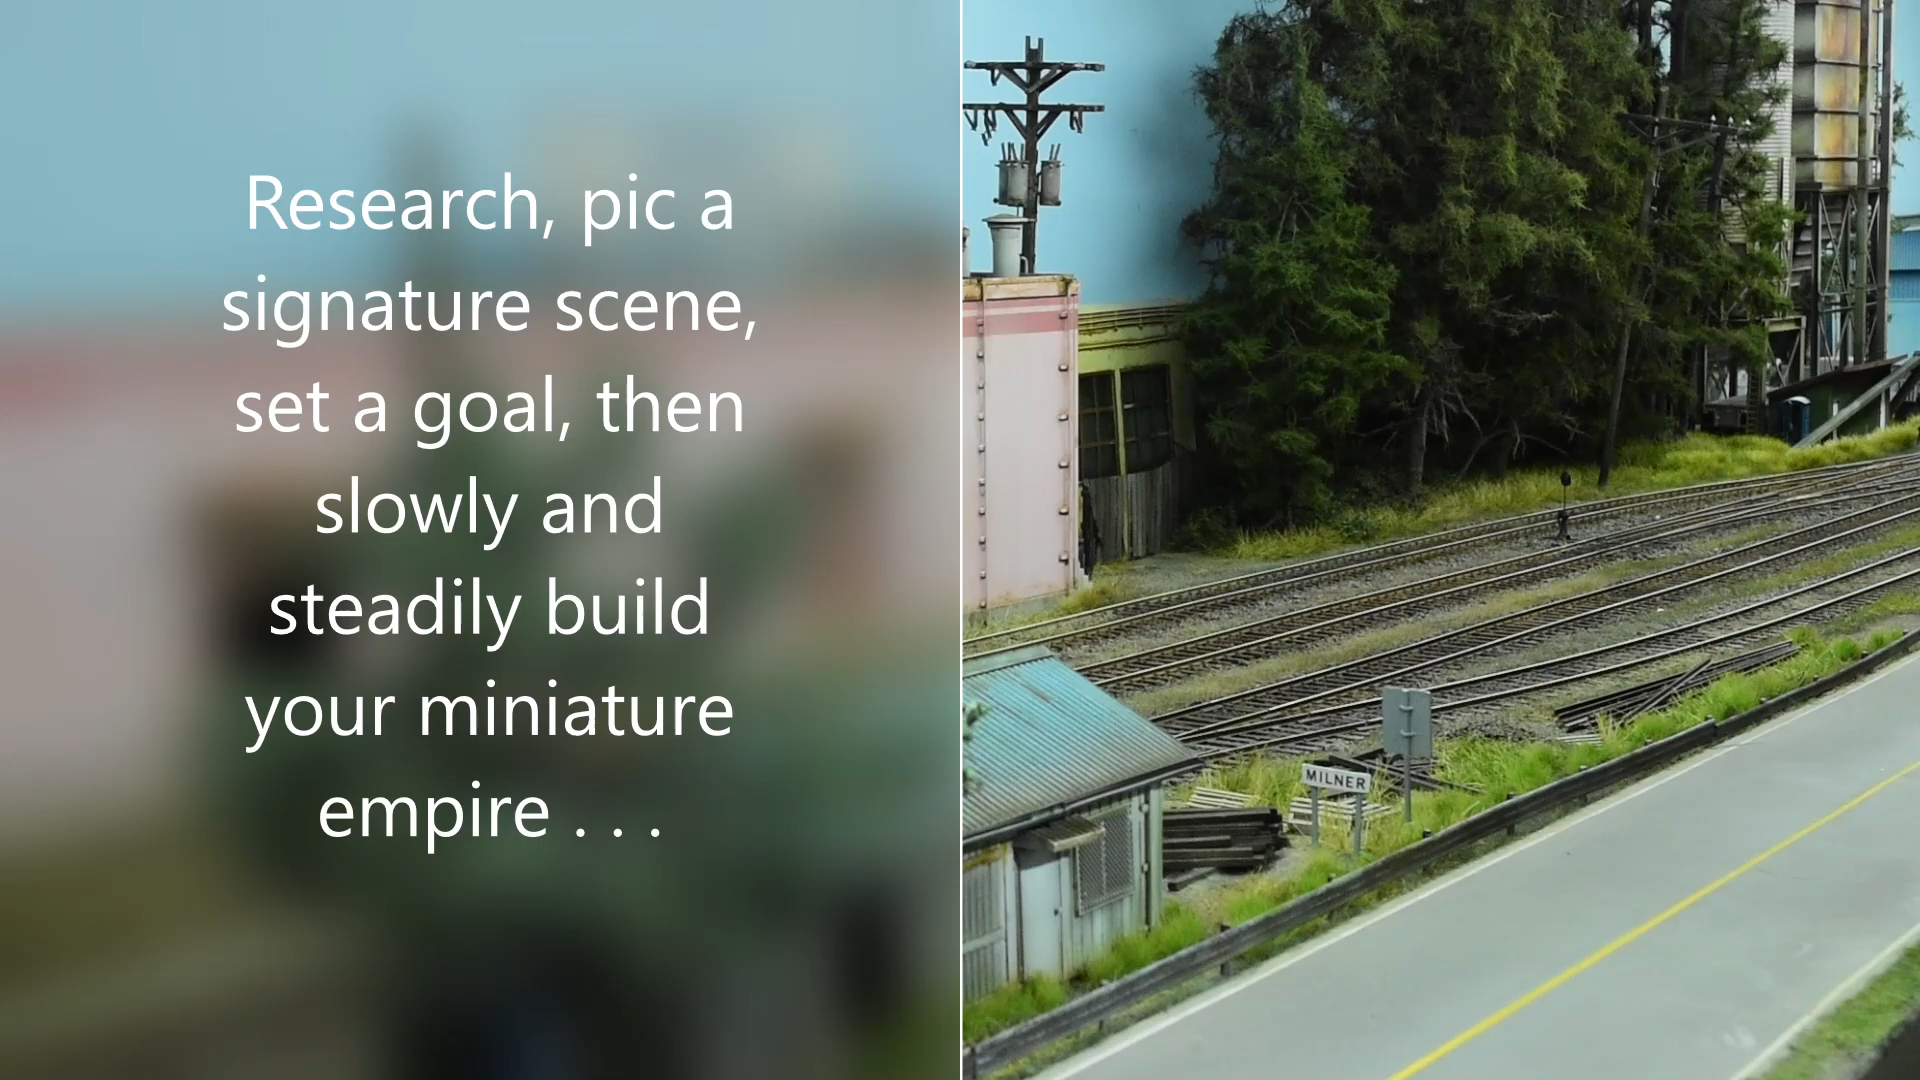 Research, pic a
signature scene,
set a goal, then
slowly and
steadily build
your miniature
empire . . .
MILNER